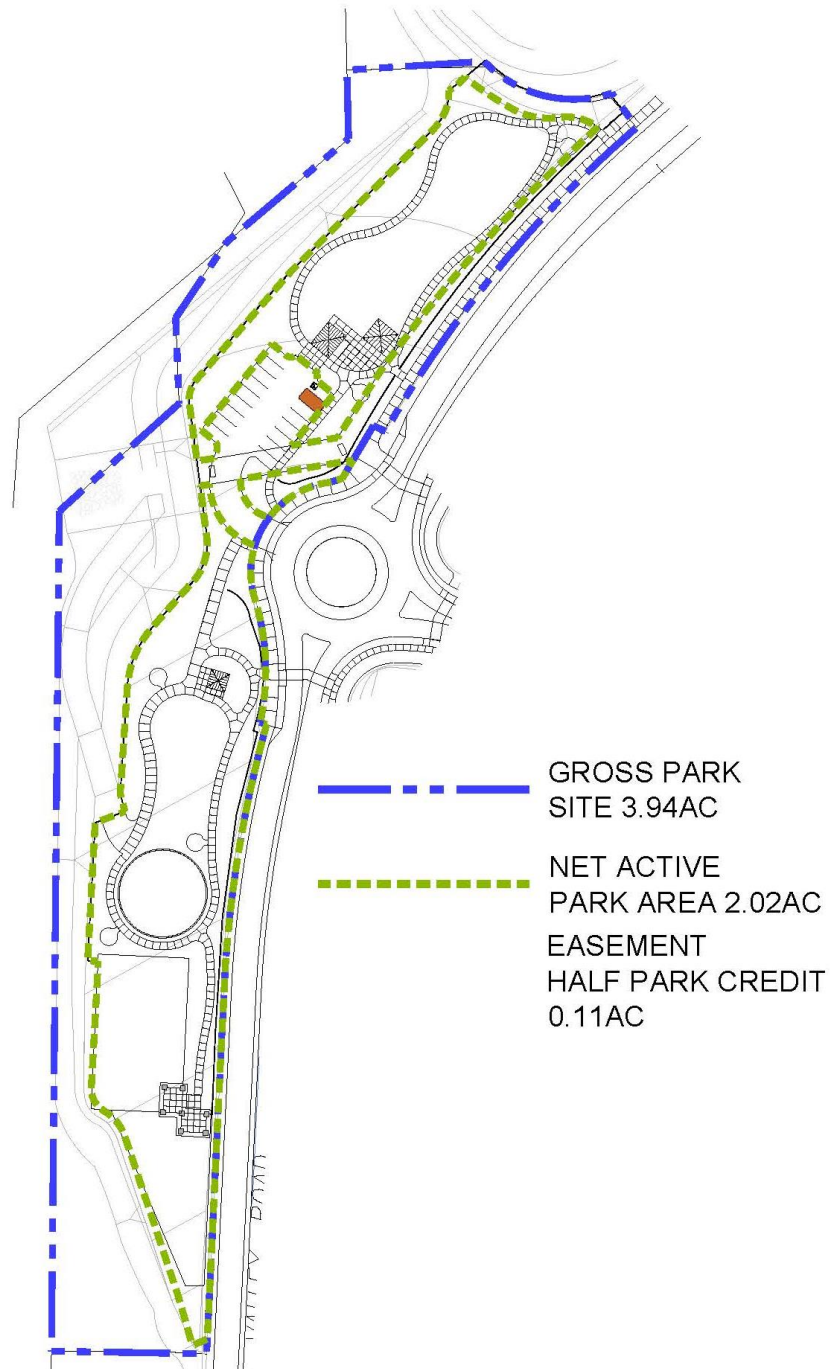 GROSS PARK
SITE 3.94AC
NET ACTIVE
PARK AREA 2.02AC
EASEMENT
HALF PARK CREDIT
0.11AC